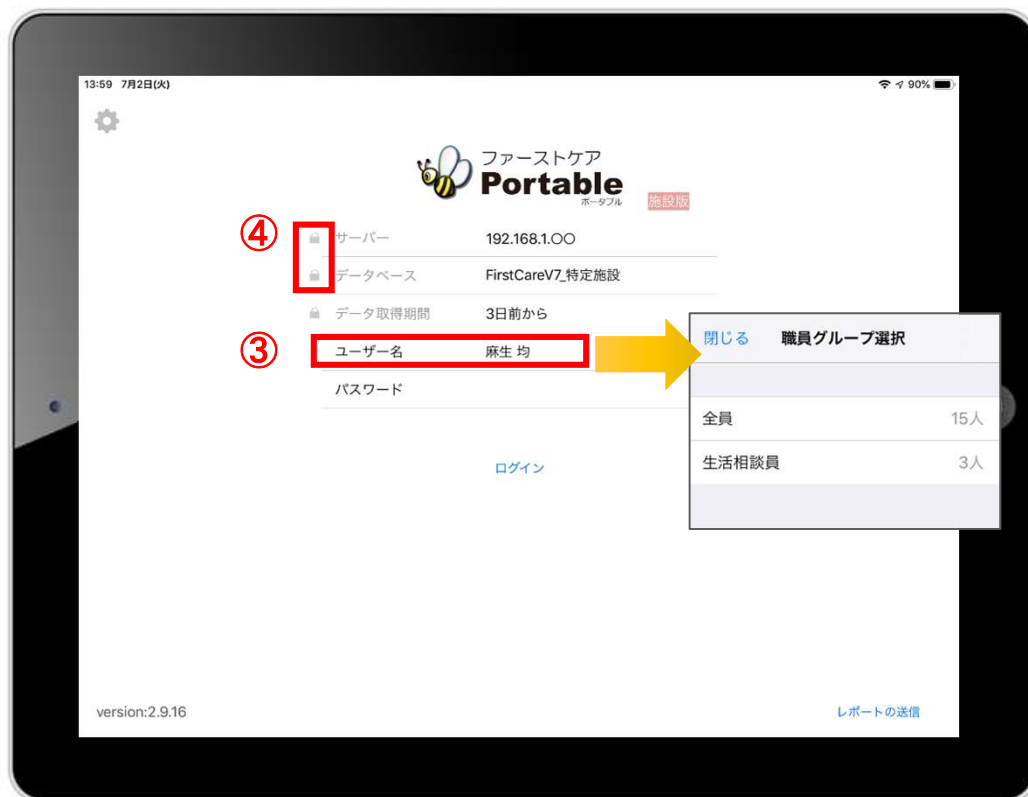 13:59 7月2日(火)
90%
ファーストケア
Portable
ポータブル
施設版
④
サーバー 192.168.1.〇〇
データベース FirstCareV7_特定施設
データ取得期間 3日前から
③
ユーザー名 麻生 均
パスワード
ログイン
閉じる 職員グループ選択
全員 15人
生活相談員 3人
version:2.9.16
レポートの送信